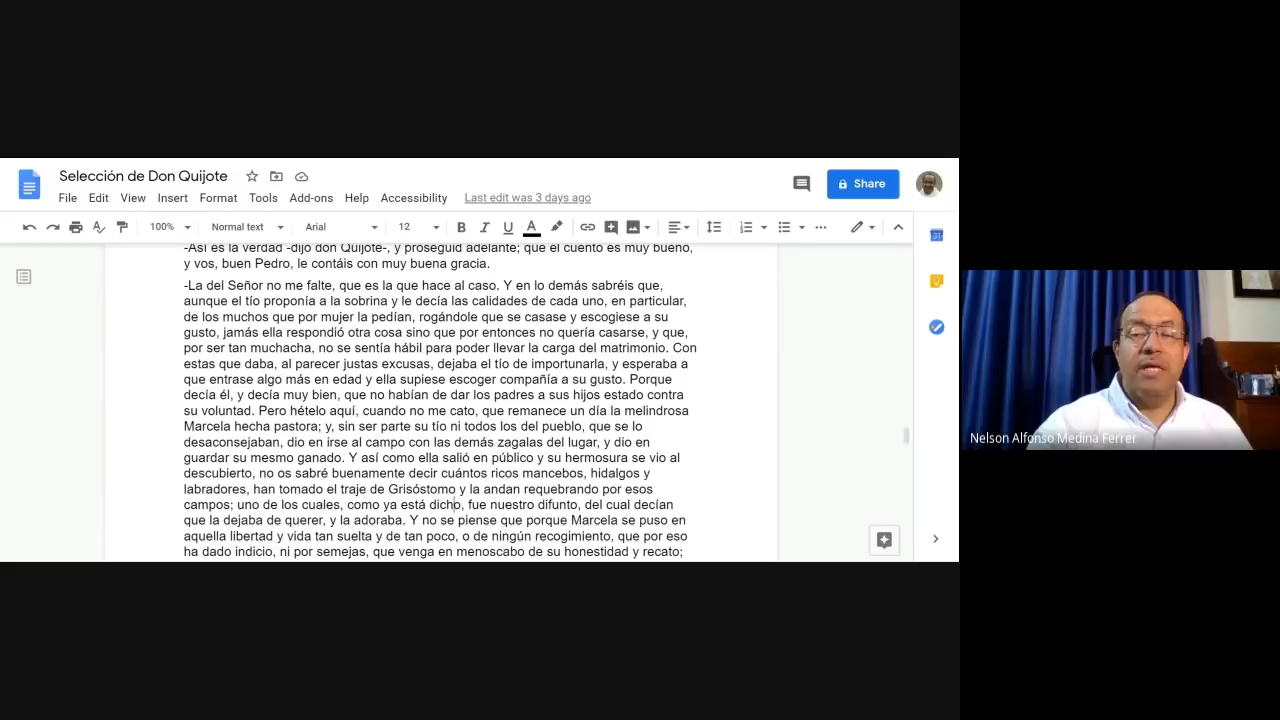 Selección de Don Quijote
File Edit View Insert Format Tools Add-ons Help Accessibility Last edit was 3 days ago
Share
100% Normal text Arial 12 B I U A
-Así es la verdad -dijo don Quijote-, y proseguid adelante; que el cuento es muy bueno,
y vos, buen Pedro, le contáis con muy buena gracia.
-La del Señor no me falte, que es la que hace al caso. Y en lo demás sabréis que,
aunque el tío proponía a la sobrina y le decía las calidades de cada uno, en particular,
de los muchos que por mujer la pedían, rogándole que se casase y escogiese a su
gusto, jamás ella respondió otra cosa sino que por entonces no quería casarse, y que,
por ser tan muchacha, no se sentía hábil para poder llevar la carga del matrimonio. Con
estas que daba, al parecer justas excusas, dejaba el tío de importunarla, y esperaba a
que entrase algo más en edad y ella supiese escoger compañía a su gusto. Porque
decía él, y decía muy bien, que no habían de dar los padres a sus hijos estado contra
su voluntad. Pero hételo aquí, cuando no me cato, que remanece un día la melindrosa
Marcela hecha pastora; y, sin ser parte su tío ni todos los del pueblo, que se lo
desaconsejaban, dio en irse al campo con las demás zagalas del lugar, y dio en
guardar su mesmo ganado. Y así como ella salió en público y su hermosura se vio al
descubierto, no os sabré buenamente decir cuántos ricos mancebos, hidalgos y
labradores, han tomado el traje de Grisóstomo y la andan requebrando por esos
campos; uno de los cuales, como ya está dicho, fue nuestro difunto, del cual decían
que la dejaba de querer, y la adoraba. Y no se piense que porque Marcela se puso en
aquella libertad y vida tan suelta y de tan poco, o de ningún recogimiento, que por eso
ha dado indicio, ni por semejas, que venga en menoscabo de su honestidad y recato;
Nelson Alfonso Medina Ferrer